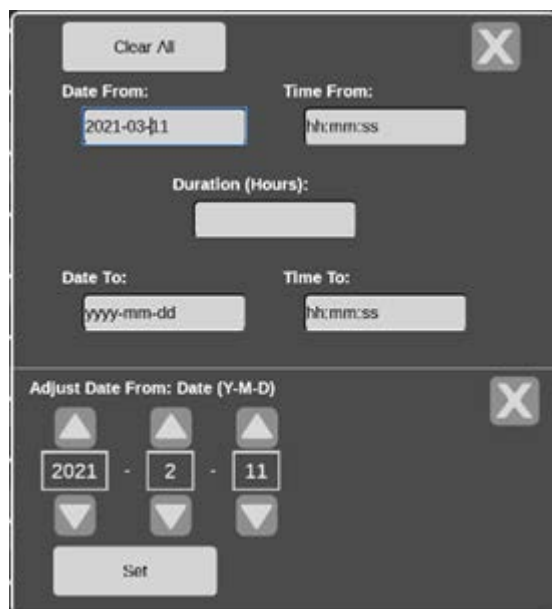 Clear All
X
Date From: Time From:
2021-03-11 hh:mm:ss
Duration (Hours):
Date To: Time To:
yyyy-mm-dd hh:mm:ss
Adjust Date From: Date (Y-M-D)
X
2021 - 2 - 11
Set